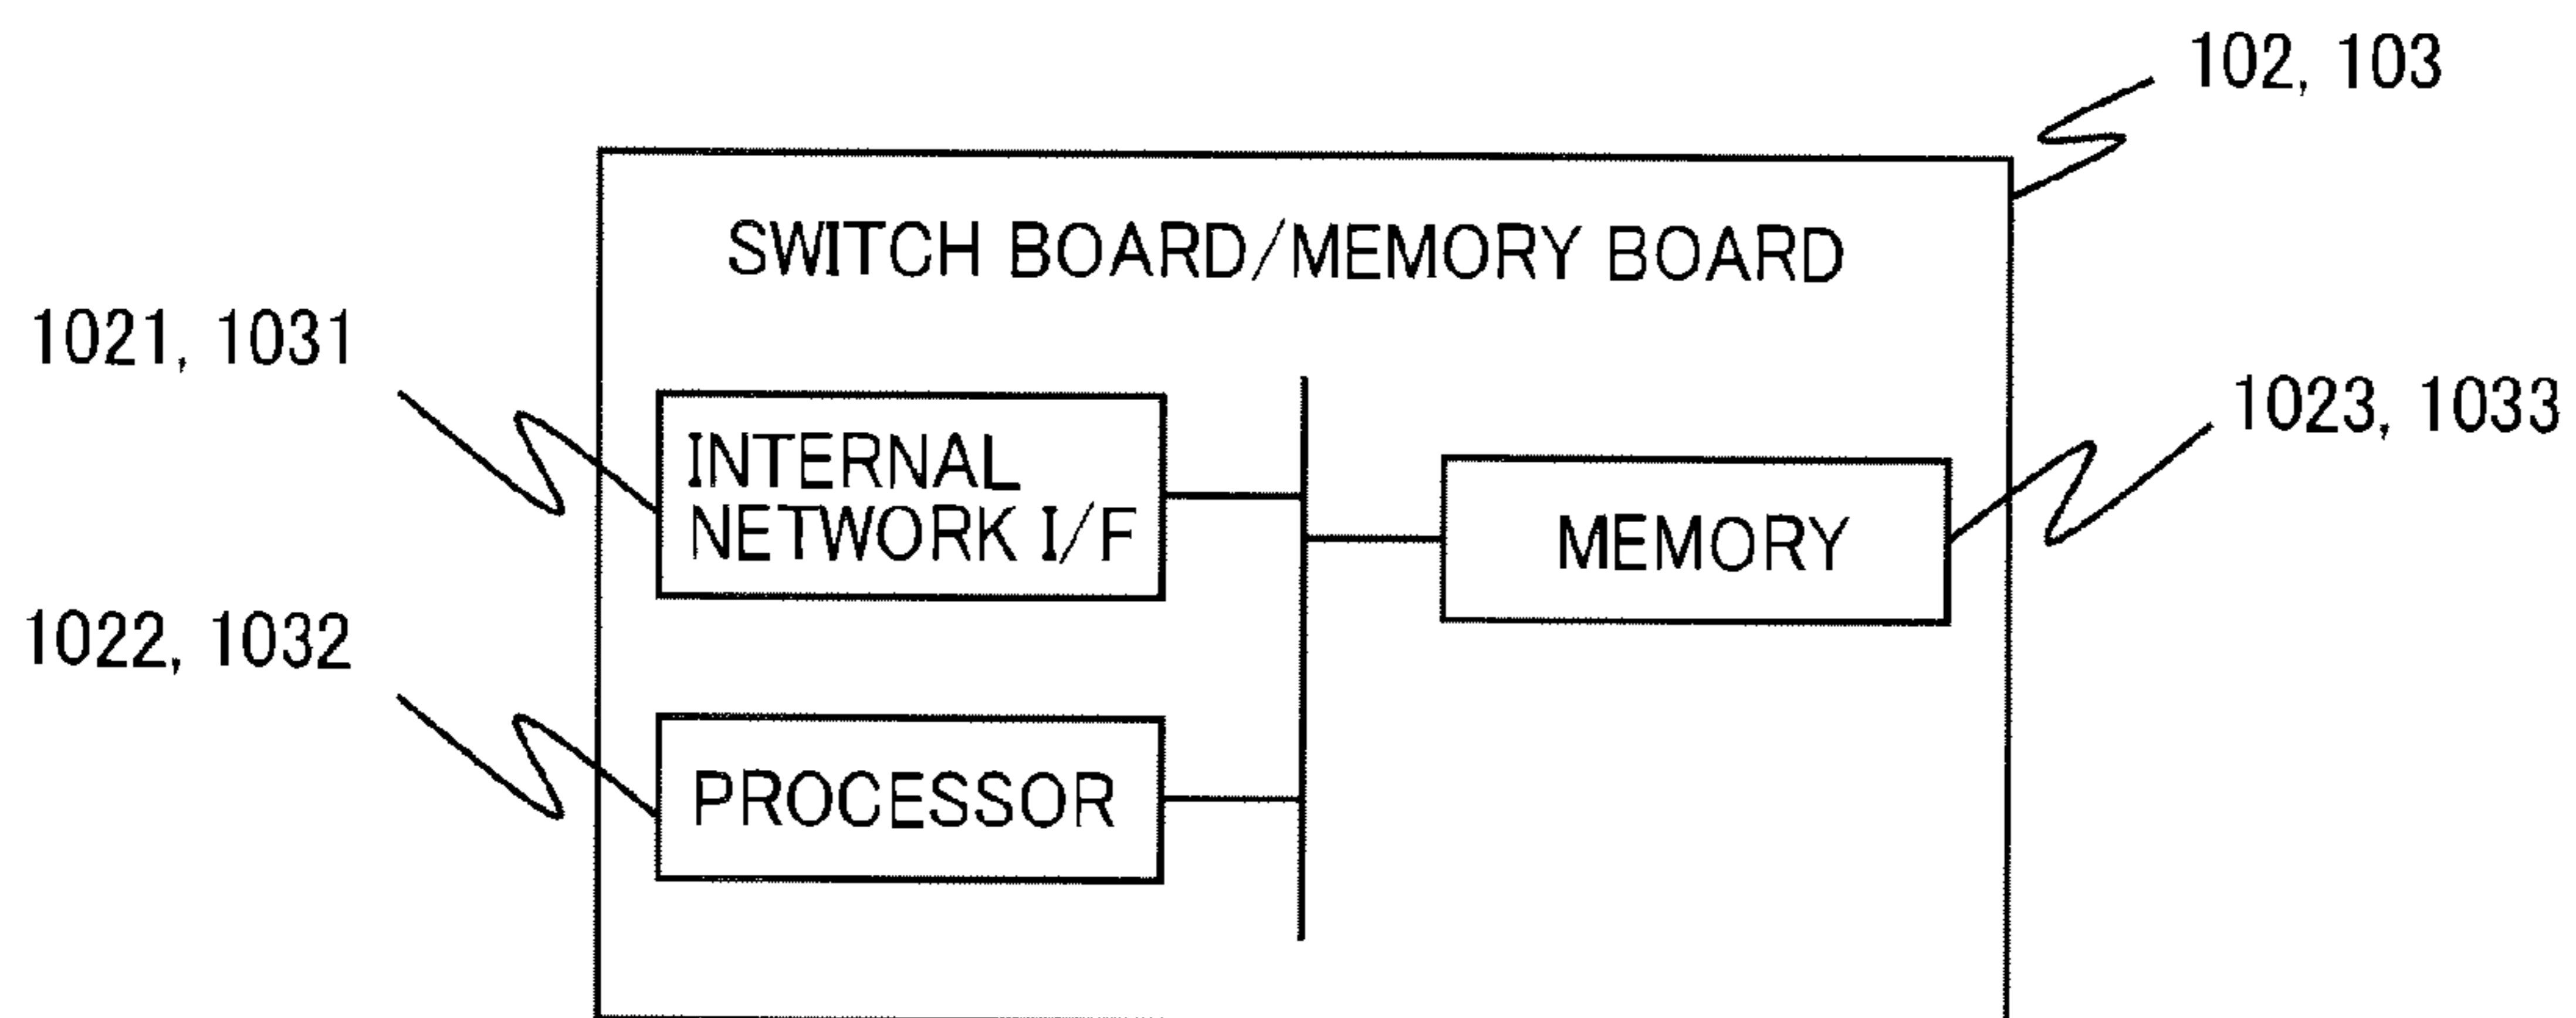 102, 103
SWITCH BOARD/MEMORY BOARD
1021, 1031
INTERNAL
NETWORK I/F
1023, 1033
MEMORY
1022, 1032
PROCESSOR